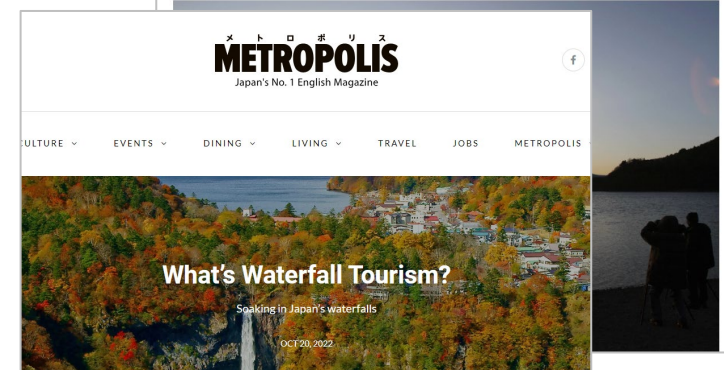 メトロポリス
METROPOLIS
Japan's No. 1 English Magazine
f
CULTURE EVENTS DINING LIVING TRAVEL JOBS METROPOLIS
What's Waterfall Tourism?
Soaking in Japan's waterfalls
OCT 20, 2022